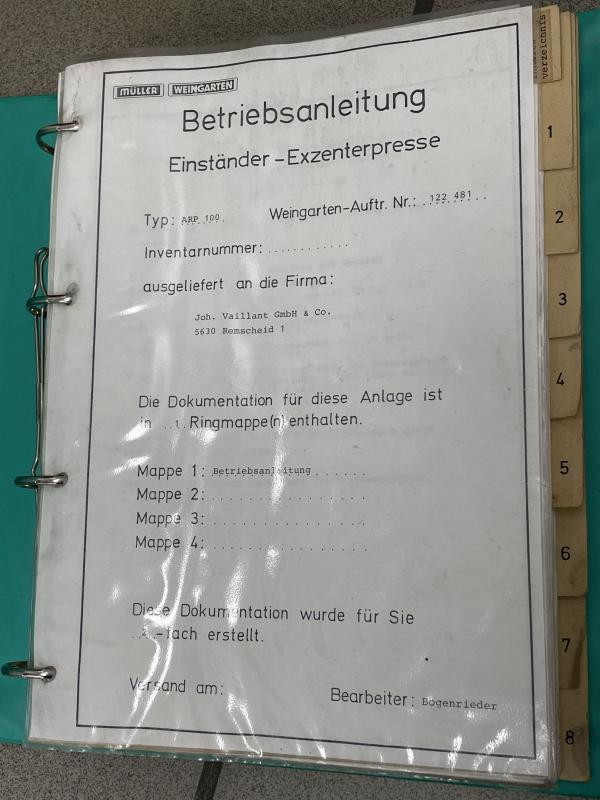 MÜLLER WEINGARTEN
Betriebsanleitung
Einständer-Exzenterpresse
Typ: ARP 100. Weingarten-Auftr. Nr.: 122 481
Inventarnummer: ............
ausgeliefert an die Firma:
Joh. Vaillant GmbH & Co.
5630 Remscheid 1
Die Dokumentation für diese Anlage ist
in ..1. Ringmappe(n) enthalten.
Mappe 1: Betriebsanleitung ......
Mappe 2: ................
Mappe 3: ................
Mappe 4: ................
Diese Dokumentation wurde für Sie
..2.-fach erstellt.
Versand am:
Bearbeiter: Bogenrieder
verzeichnis
1
2
3
4
5
6
7
8